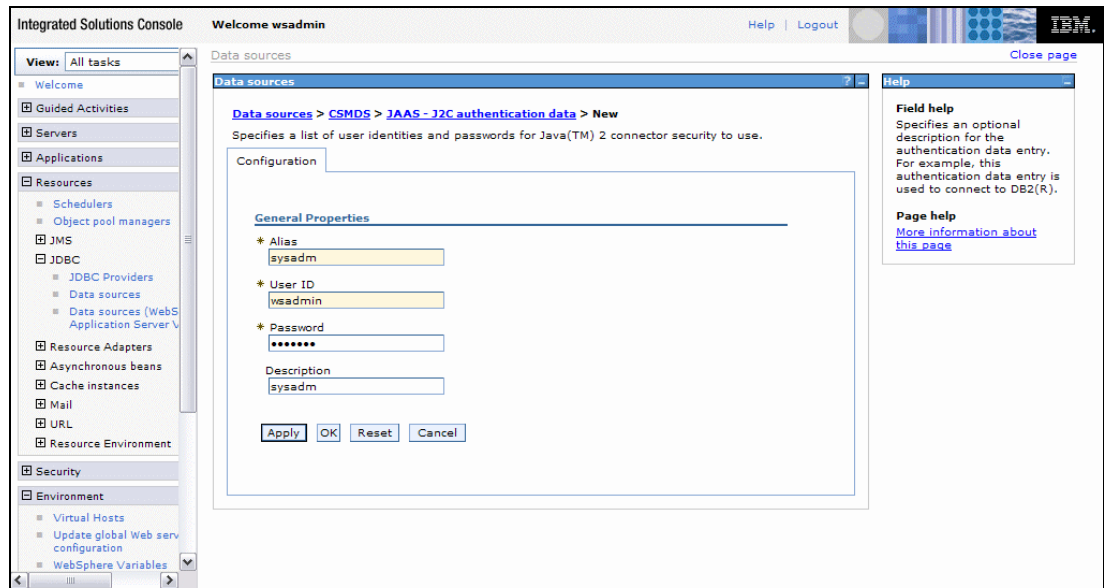 Integrated Solutions Console
Welcome wsadmin
Help | Logout
IBM.
View: All tasks
Welcome
Guided Activities
Servers
Applications
Resources
Schedulers
Object pool managers
JMS
JDBC
JDBC Providers
Data sources
Data sources (WebS
Application Server V
Resource Adapters
Asynchronous beans
Cache instances
Mail
URL
Resource Environment
Security
Environment
Virtual Hosts
Update global Web serv
configuration
WebSphere Variables
Data sources
Close page
Data sources
? –
Data sources > CSMDS > JAAS - J2C authentication data > New
Specifies a list of user identities and passwords for Java(TM) 2 connector security to use.
Configuration
General Properties
* Alias
sysadm
* User ID
wsadmin
* Password
•••••••
Description
sysadm
Apply OK Reset Cancel
Help
–
Field help
Specifies an optional
description for the
authentication data entry.
For example, this
authentication data entry is
used to connect to DB2(R).
Page help
More information about
this page